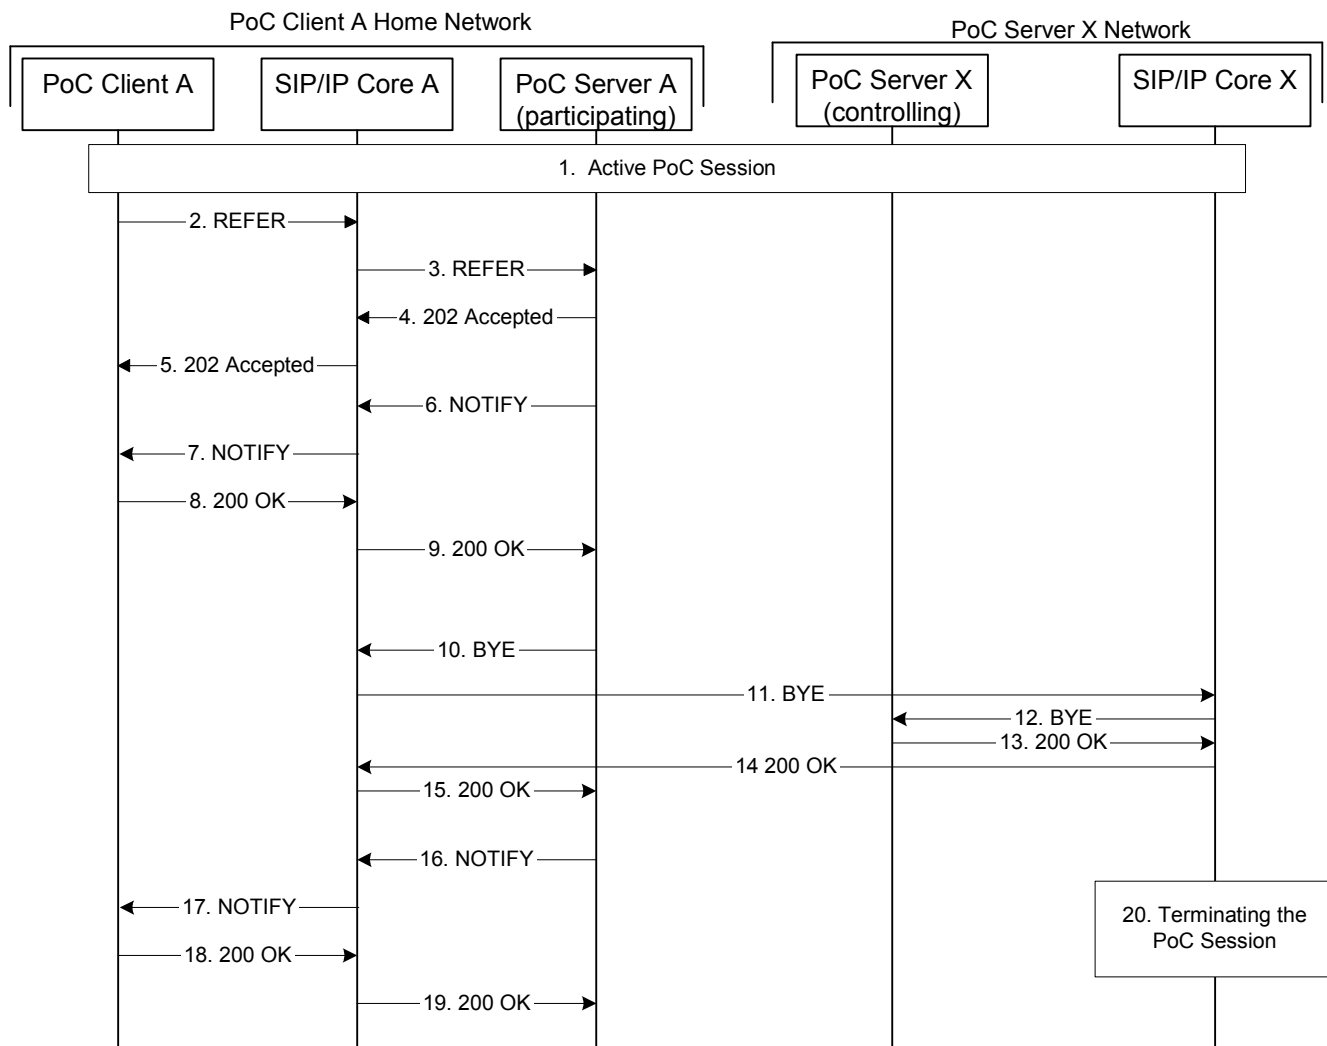 PoC Client A Home Network
PoC Server X Network
PoC Client A
SIP/IP Core A
PoC Server A
(participating)
PoC Server X
(controlling)
SIP/IP Core X
1. Active PoC Session
2. REFER
3. REFER
4. 202 Accepted
5. 202 Accepted
6. NOTIFY
7. NOTIFY
8. 200 OK
9. 200 OK
10. BYE
11. BYE
12. BYE
13. 200 OK
14 200 OK
15. 200 OK
16. NOTIFY
17. NOTIFY
18. 200 OK
19. 200 OK
20. Terminating the
PoC Session